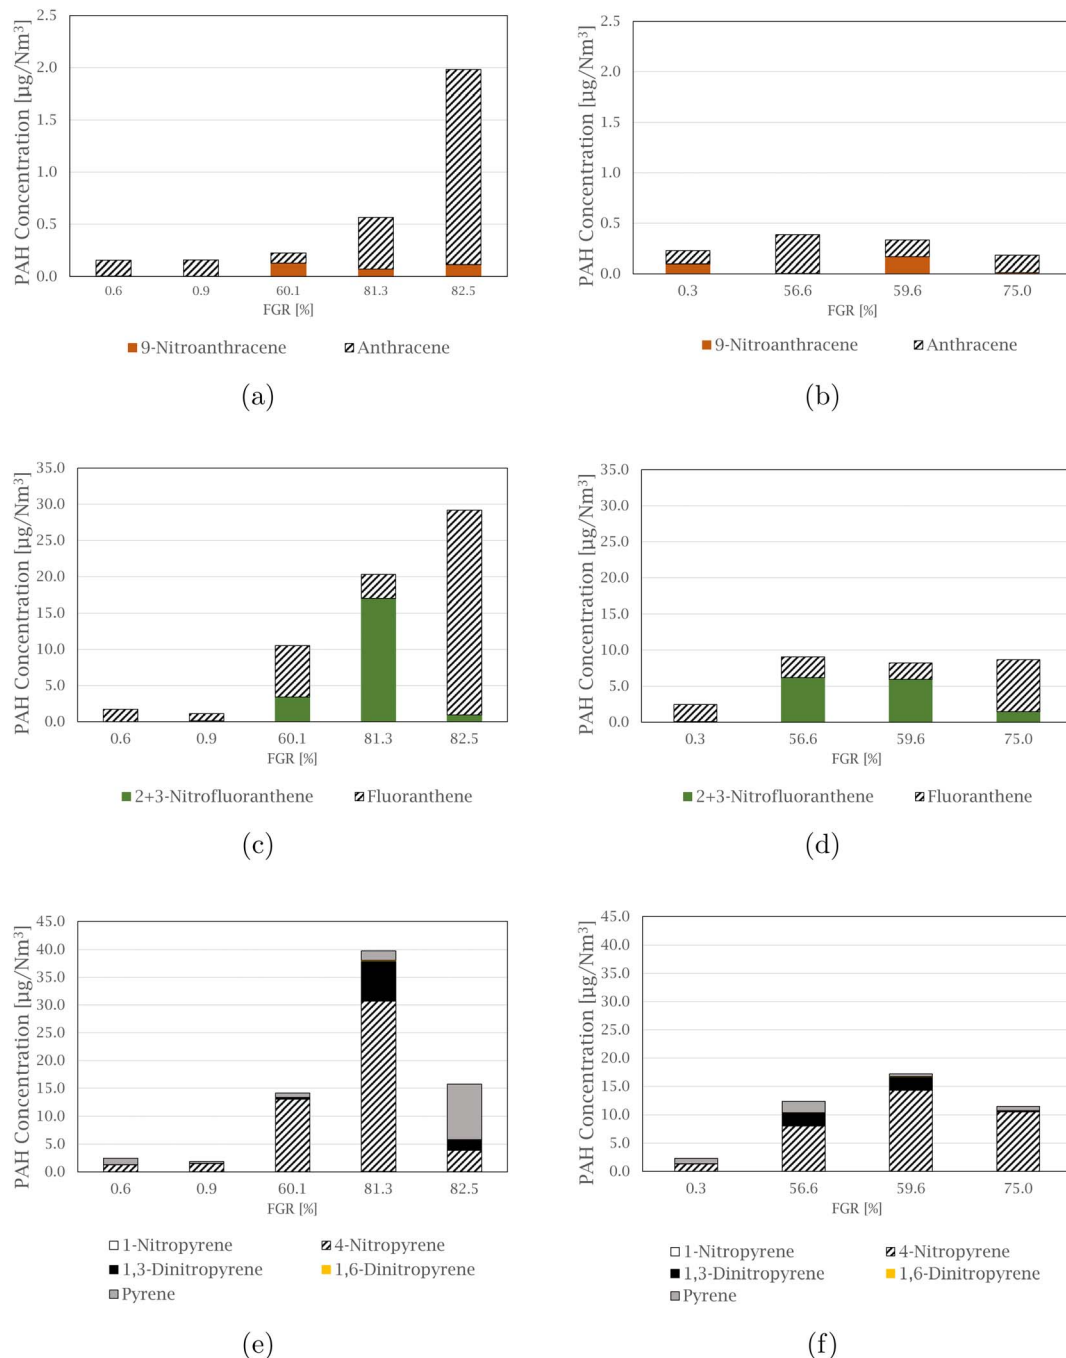 PAH Concentration [µg/Nm³]
2.5
2.0
1.5
1.0
0.5
0.0
0.6 0.9 60.1 81.3 82.5
FGR [%]
9-Nitroanthracene Anthracene
(a)
PAH Concentration [µg/Nm³]
2.5
2.0
1.5
1.0
0.5
0.0
0.3 56.6 59.6 75.0
FGR [%]
9-Nitroanthracene Anthracene
(b)
PAH Concentration [µg/Nm³]
35.0
30.0
25.0
20.0
15.0
10.0
5.0
0.0
0.6 0.9 60.1 81.3 82.5
FGR [%]
2+3-Nitrofluoranthene Fluoranthene
(c)
PAH Concentration [µg/Nm³]
35.0
30.0
25.0
20.0
15.0
10.0
5.0
0.0
0.3 56.6 59.6 75.0
FGR [%]
2+3-Nitrofluoranthene Fluoranthene
(d)
PAH Concentration [µg/Nm³]
45.0
40.0
35.0
30.0
25.0
20.0
15.0
10.0
5.0
0.0
0.6 0.9 60.1 81.3 82.5
FGR [%]
1-Nitropyrene 4-Nitropyrene
1,3-Dinitropyrene 1,6-Dinitropyrene
Pyrene
(e)
PAH Concentration [µg/Nm³]
45.0
40.0
35.0
30.0
25.0
20.0
15.0
10.0
5.0
0.0
0.3 56.6 59.6 75.0
FGR [%]
1-Nitropyrene 4-Nitropyrene
1,3-Dinitropyrene 1,6-Dinitropyrene
Pyrene
(f)